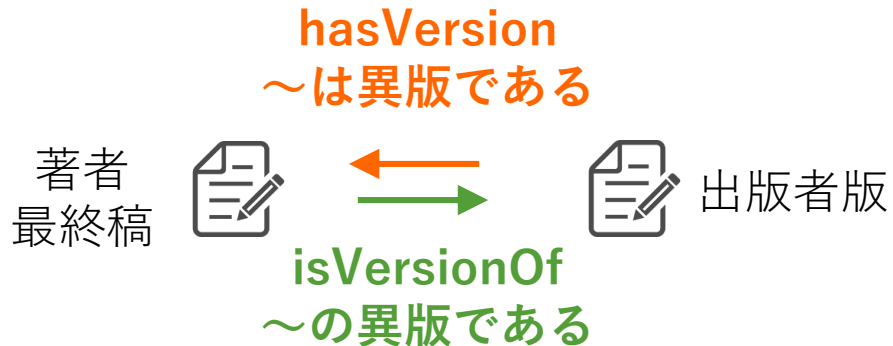 hasVersion
～は異版である
著者
最終稿
出版者版
isVersionOf
～の異版である